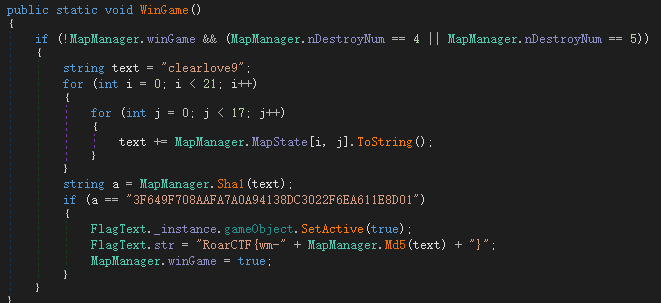 public static void WinGame()
{
if (!MapManager.winGame && (MapManager.nDestroyNum == 4 || MapManager.nDestroyNum == 5))
{
string text = "clearlove9";
for (int i = 0; i < 21; i++)
{
for (int j = 0; j < 17; j++)
{
text += MapManager.MapState[i, j].ToString();
}
}
string a = MapManager.Sha1(text);
if (a == "3F649F708AAFA7A0A94138DC3022F6EA611E8D01")
{
FlagText._instance.gameObject.SetActive(true);
FlagText.str = "RoarCTF{wm-" + MapManager.Md5(text) + "}";
MapManager.winGame = true;
}
}
}